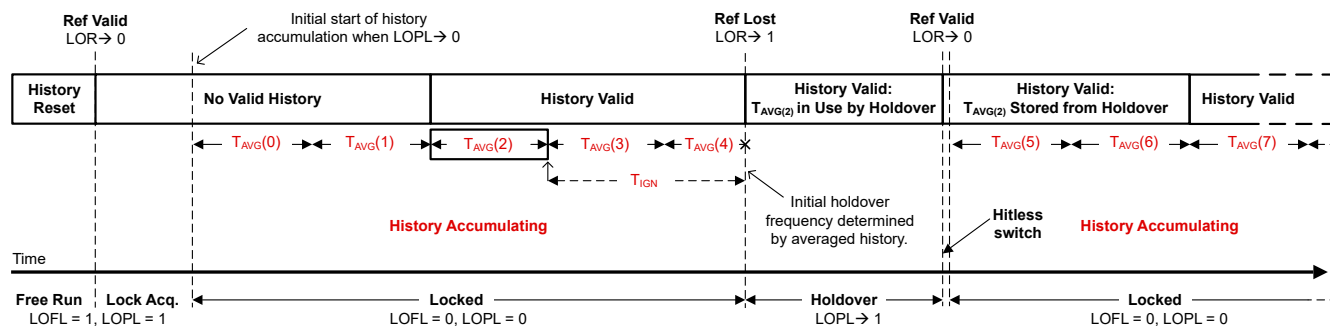 Ref Valid
LOR→ 0
Initial start of history
accumulation when LOPL→ 0
Ref Lost
LOR→ 1
Ref Valid
LOR→ 0
History
Reset
No Valid History
History Valid
History Valid:
TAVG(2) in Use by Holdover
History Valid:
TAVG(2) Stored from Holdover
History Valid
TAVG(0)
TAVG(1)
TAVG(2)
TAVG(3)
TAVG(4)
TAVG(5)
TAVG(6)
TAVG(7)
TIGN
Initial holdover
frequency determined
by averaged history.
History Accumulating
Hitless
switch
History Accumulating
Time
Free Run
LOFL = 1, LOPL = 1
Lock Acq.
Locked
LOFL = 0, LOPL = 0
Holdover
LOPL→ 1
Locked
LOFL = 0, LOPL = 0